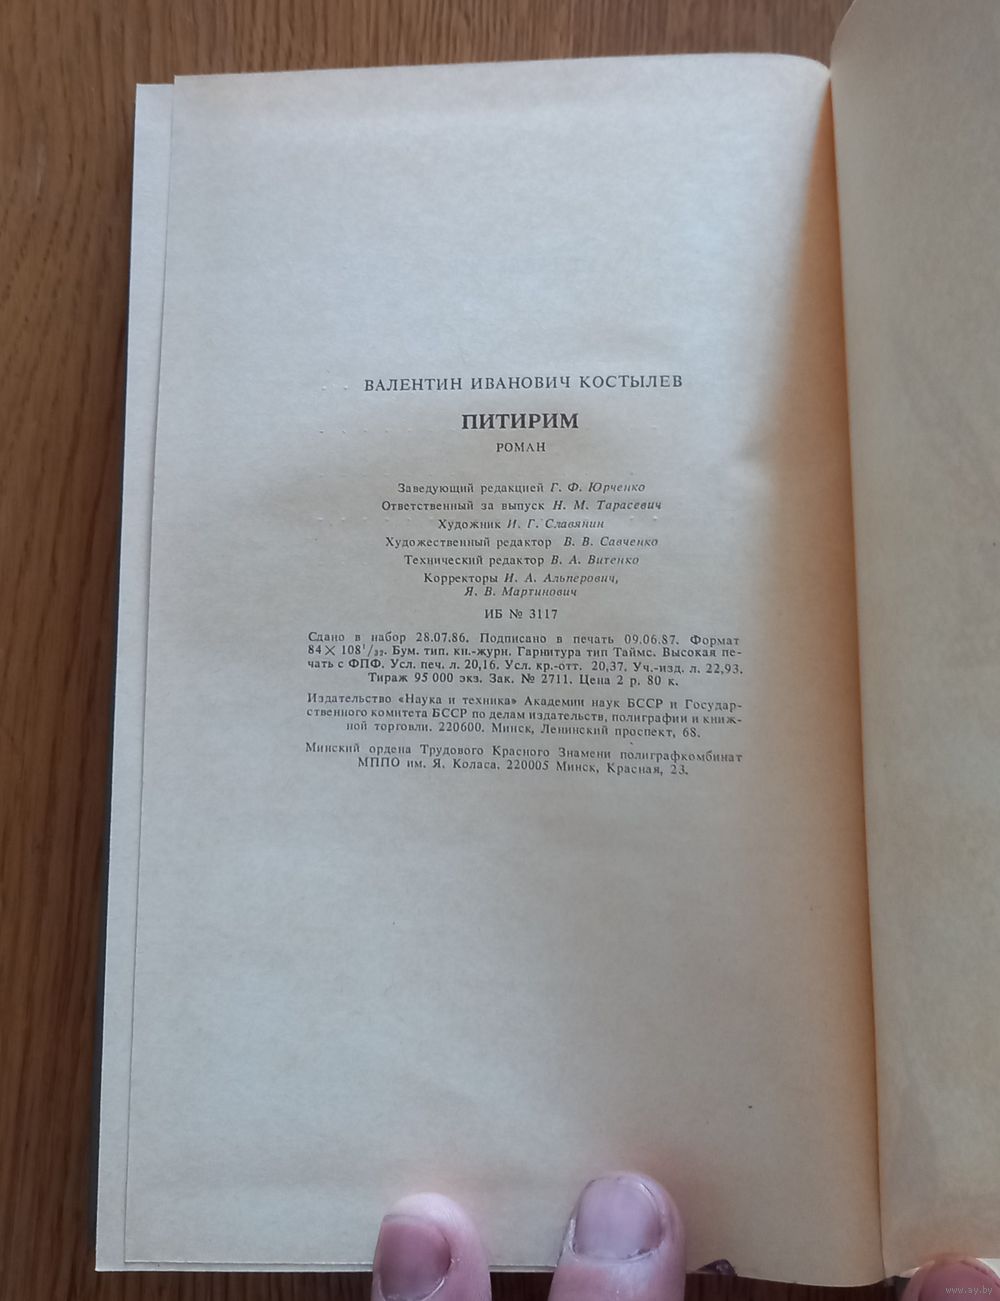 ВАЛЕНТИН ИВАНОВИЧ КОСТЫЛЕВ
ПИТИРИМ
РОМАН
Заведующий редакцией Г. Ф. Юрченко
Ответственный за выпуск Н. М. Тарасевич
Художник И. Г. Славянин
Художественный редактор В. В. Савченко
Технический редактор В. А. Витенко
Корректоры И. А. Альперович,
Я. В. Мартинович
ИБ № 3117
Сдано в набор 28.07.86. Подписано в печать 09.06.87. Формат
84×108¹/₃₂. Бум. тип. кн.-журн. Гарнитура тип Таймс. Высокая пе-
чать с ФПФ. Усл. печ. л. 20,16. Усл. кр.-отт. 20,37. Уч.-изд. л. 22,93.
Тираж 95 000 экз. Зак. № 2711. Цена 2 р. 80 к.
Издательство «Наука и техника» Академии наук БССР и Государ-
ственного комитета БССР по делам издательств, полиграфии и книж-
ной торговли. 220600. Минск, Ленинский проспект, 68.
Минский ордена Трудового Красного Знамени полиграфкомбинат
МППО им. Я. Коласа. 220005 Минск, Красная, 23.
www.ay.by